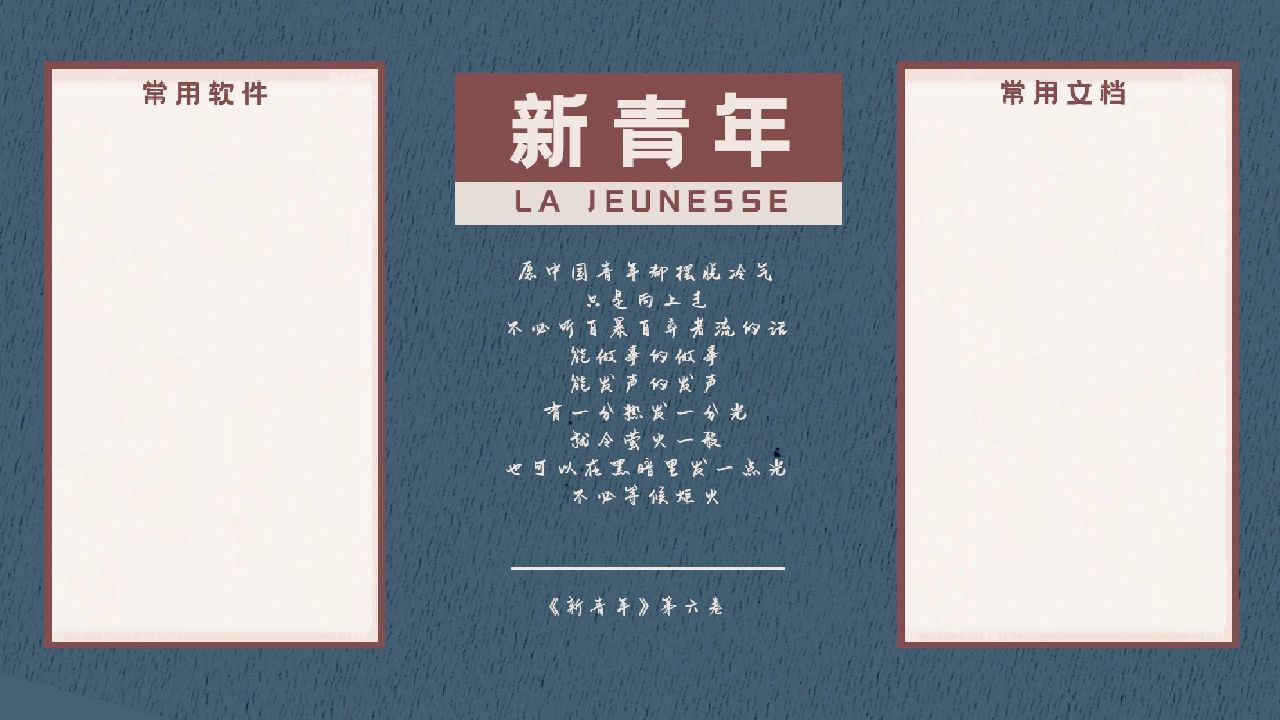 常用软件
新青年
LA JEUNESSE
愿中国青年都摆脱冷气
只是向上走
不必听自暴自弃者流的话
能做事的做事
能发声的发声
有一分热发一分光
就令萤火一般
也可以在黑暗里发一点光
不必等候炬火
《新青年》第六卷
常用文档